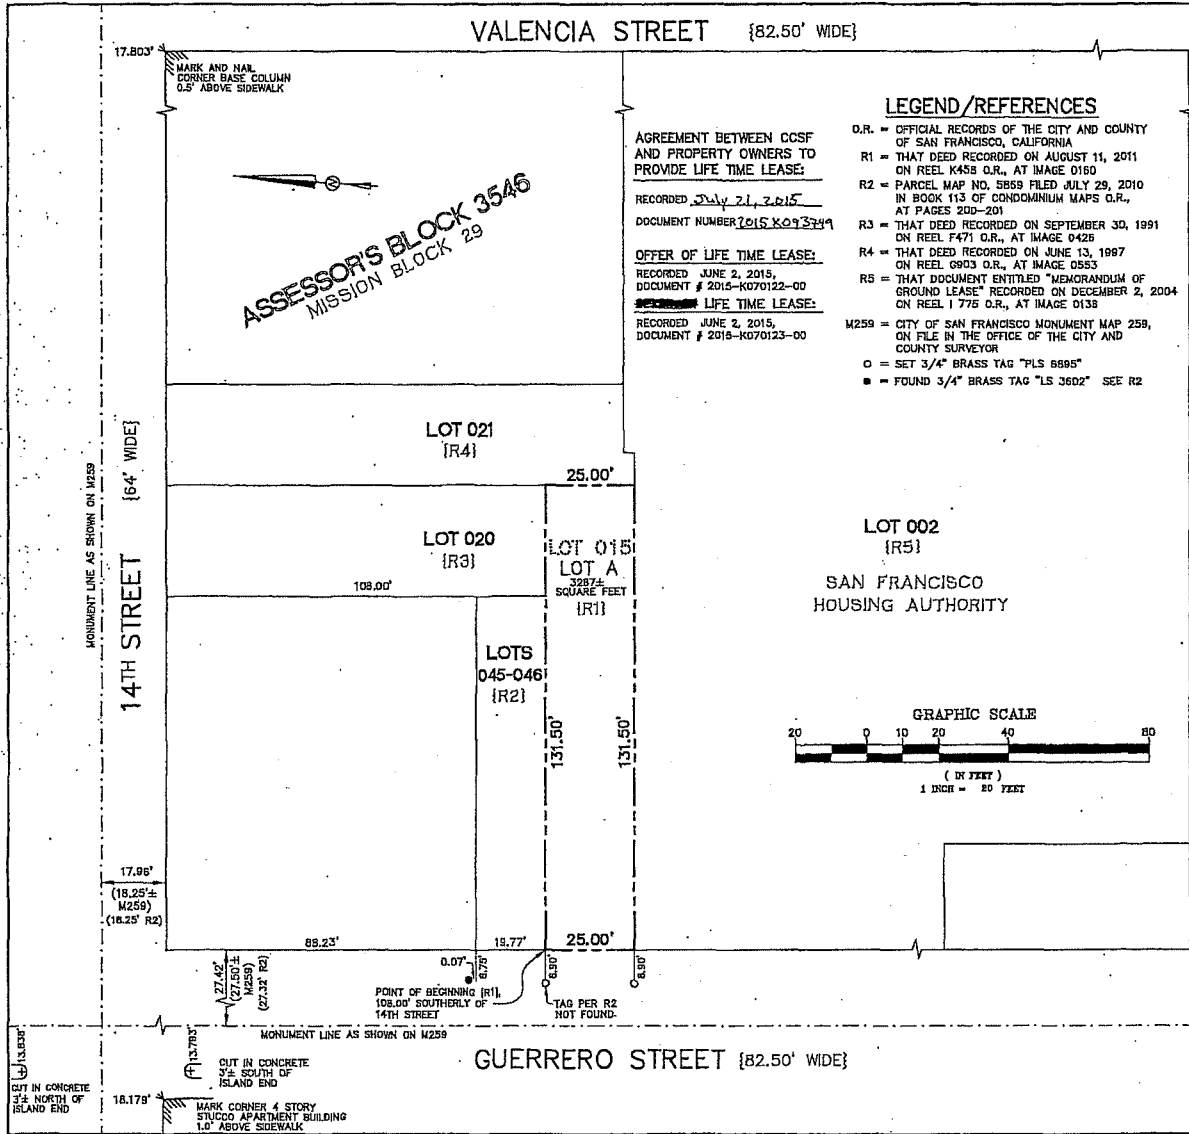 VALENCIA STREET {82.50' WIDE}
17.803'
MARK AND NAIL
CORNER BASE COLUMN
0.5' ABOVE SIDEWALK
ASSESSOR'S BLOCK 3546
MISSION BLOCK 29
AGREEMENT BETWEEN CCSF
AND PROPERTY OWNERS TO
PROVIDE LIFE TIME LEASE:
RECORDED July 21, 2015
DOCUMENT NUMBER 2015K093749
OFFER OF LIFE TIME LEASE:
RECORDED JUNE 2, 2015,
DOCUMENT # 2015-K070122-00
LIFE TIME LEASE:
RECORDED JUNE 2, 2015,
DOCUMENT # 2015-K070123-00
LEGEND/REFERENCES
O.R. = OFFICIAL RECORDS OF THE CITY AND COUNTY
OF SAN FRANCISCO, CALIFORNIA
R1 = THAT DEED RECORDED ON AUGUST 11, 2011
ON REEL K458 O.R., AT IMAGE 0160
R2 = PARCEL MAP NO. 5869 FILED JULY 29, 2010
IN BOOK 113 OF CONDOMINIUM MAPS O.R.,
AT PAGES 200-201
R3 = THAT DEED RECORDED ON SEPTEMBER 30, 1991
ON REEL F471 O.R., AT IMAGE 0426
R4 = THAT DEED RECORDED ON JUNE 13, 1997
ON REEL G903 O.R., AT IMAGE 0553
R5 = THAT DOCUMENT ENTITLED "MEMORANDUM OF
GROUND LEASE" RECORDED ON DECEMBER 2, 2004
ON REEL I 775 O.R., AT IMAGE 0138
M259 = CITY OF SAN FRANCISCO MONUMENT MAP 259,
ON FILE IN THE OFFICE OF THE CITY AND
COUNTY SURVEYOR
= SET 3/4" BRASS TAG "PLS 6895"
= FOUND 3/4" BRASS TAG "LS 3602" SEE R2
MONUMENT LINE AS SHOWN ON M259
14TH STREET {64' WIDE}
LOT 021
{R4}
25.00'
LOT 020
{R3}
108.00'
LOT 015
LOT A
3287±
SQUARE FEET
{R1}
LOTS
045-046
{R2}
131.50'
131.50'
LOT 002
{R5}
SAN FRANCISCO
HOUSING AUTHORITY
GRAPHIC SCALE
20 0 10 20 40 80
( IN FEET )
1 INCH = 20 FEET
17.96'
(18.25'±
M259)
(18.25' R2)
88.23'
19.77'
25.00'
27.42'
(27.50'±
M259)
(27.32' R2)
0.07'
6.75'
6.90'
6.90'
POINT OF BEGINNING {R1},
108.00' SOUTHERLY OF
14TH STREET
TAG PER R2
NOT FOUND
MONUMENT LINE AS SHOWN ON M259
GUERRERO STREET {82.50' WIDE}
13.838'
CUT IN CONCRETE
3'± NORTH OF
ISLAND END
13.793'
CUT IN CONCRETE
3'± SOUTH OF
ISLAND END
18.179'
MARK CORNER 4 STORY
STUCCO APARTMENT BUILDING
1.0' ABOVE SIDEWALK